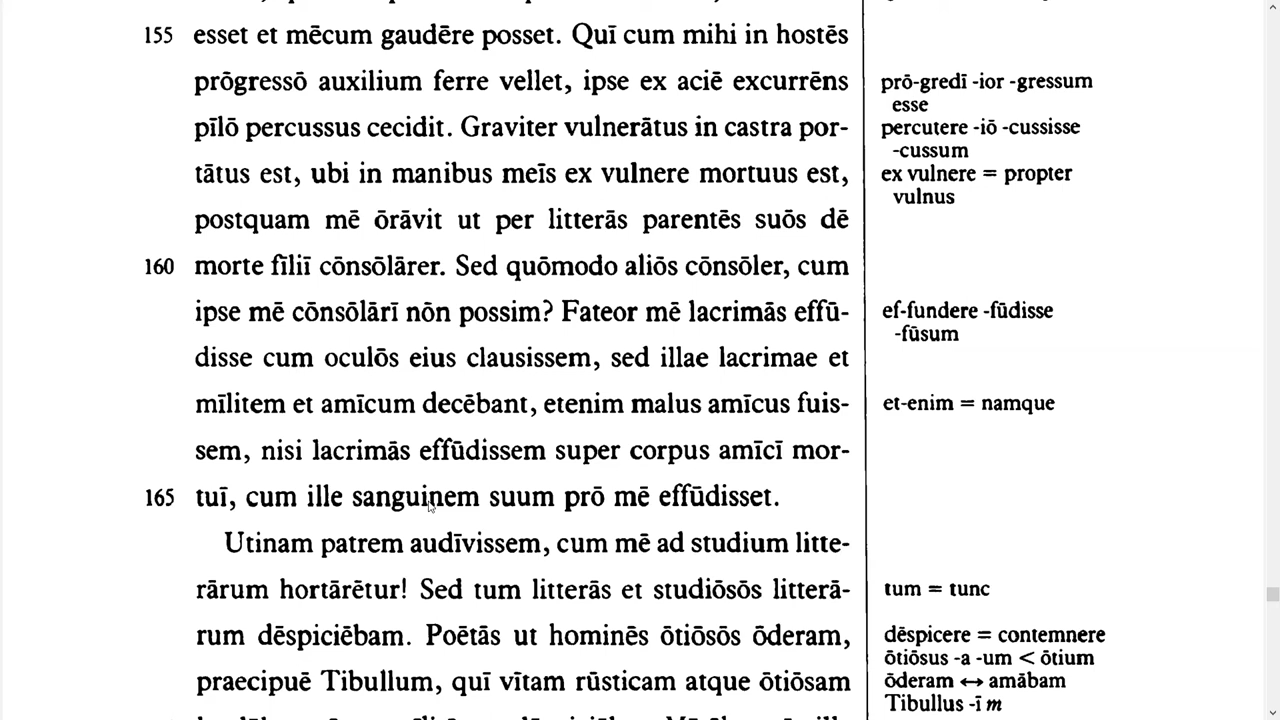 155 esset et mēcum gaudēre posset. Quī cum mihi in hostēs
prōgressō auxilium ferre vellet, ipse ex aciē excurrēns
pīlō percussus cecidit. Graviter vulnerātus in castra por-
tātus est, ubi in manibus meīs ex vulnere mortuus est,
postquam mē ōrāvit ut per litterās parentēs suōs dē
160 morte fīliī cōnsōlārer. Sed quōmodo aliōs cōnsōler, cum
ipse mē cōnsōlārī nōn possim? Fateor mē lacrimās effū-
disse cum oculōs eius clausissem, sed illae lacrimae et
mīlitem et amīcum decēbant, etenim malus amīcus fuis-
sem, nisi lacrimās effūdissem super corpus amīcī mor-
165 tuī, cum ille sanguinem suum prō mē effūdisset.
Utinam patrem audīvissem, cum mē ad studium litte-
rārum hortārētur! Sed tum litterās et studiōsōs litterā-
rum dēspiciēbam. Poētās ut hominēs ōtiōsōs ōderam,
praecipuē Tibullum, quī vītam rūsticam atque ōtiōsam
prō-gredī -ior -gressum
esse
percutere -iō -cussisse
-cussum
ex vulnere = propter
vulnus
ef-fundere -fūdisse
-fūsum
et-enim = namque
tum = tunc
dēspicere = contemnere
ōtiōsus -a -um < ōtium
ōderam ↔ amābam
Tibullus -ī m